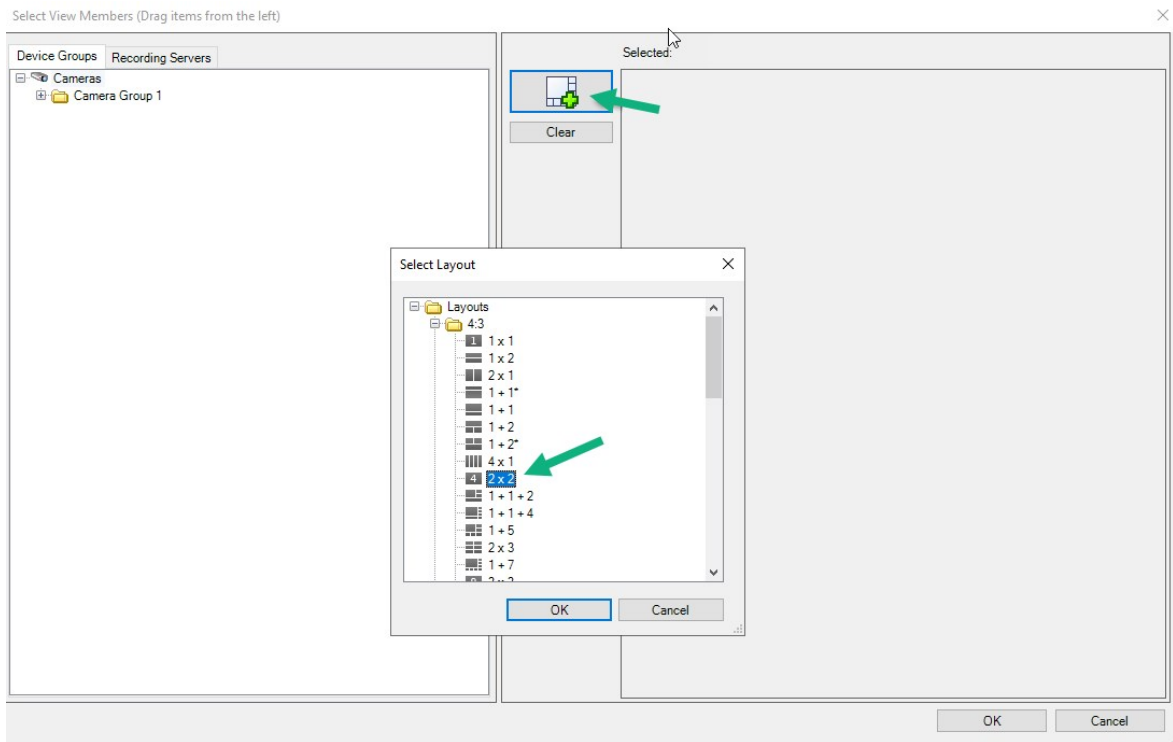 Select View Members (Drag items from the left)
Device Groups Recording Servers
Cameras
Camera Group 1
Selected:
Clear
Select Layout
Layouts
4:3
1 1 x 1
1 x 2
2 x 1
1 + 1*
1 + 1
1 + 2
1 + 2*
4 x 1
4 2 x 2
1 + 1 + 2
1 + 1 + 4
1 + 5
2 x 3
1 + 7
OK Cancel
OK Cancel